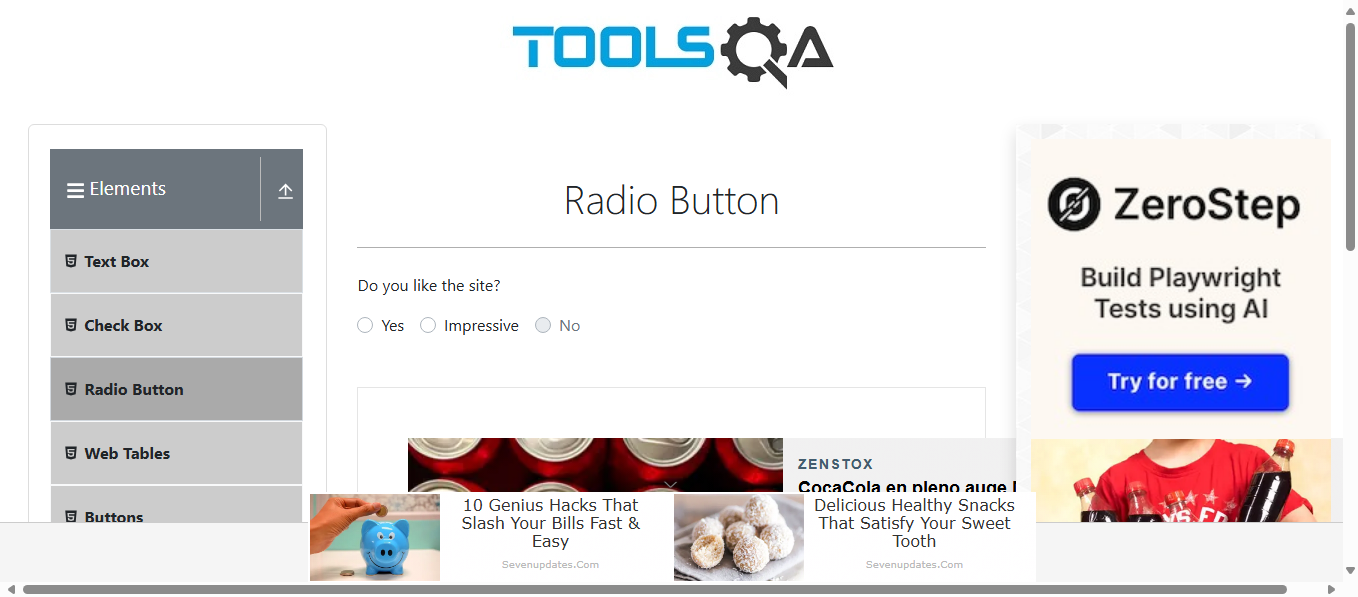 TOOLSQA
Elements
Text Box
Check Box
Radio Button
Web Tables
Buttons
Radio Button
Do you like the site?
Yes
Impressive
No
ZENSTOX
CocaCola en pleno auge
10 Genius Hacks That
Slash Your Bills Fast &
Easy
Sevenupdates.Com
Delicious Healthy Snacks
That Satisfy Your Sweet
Tooth
Sevenupdates.Com
ZeroStep
Build Playwright
Tests using AI
Try for free →